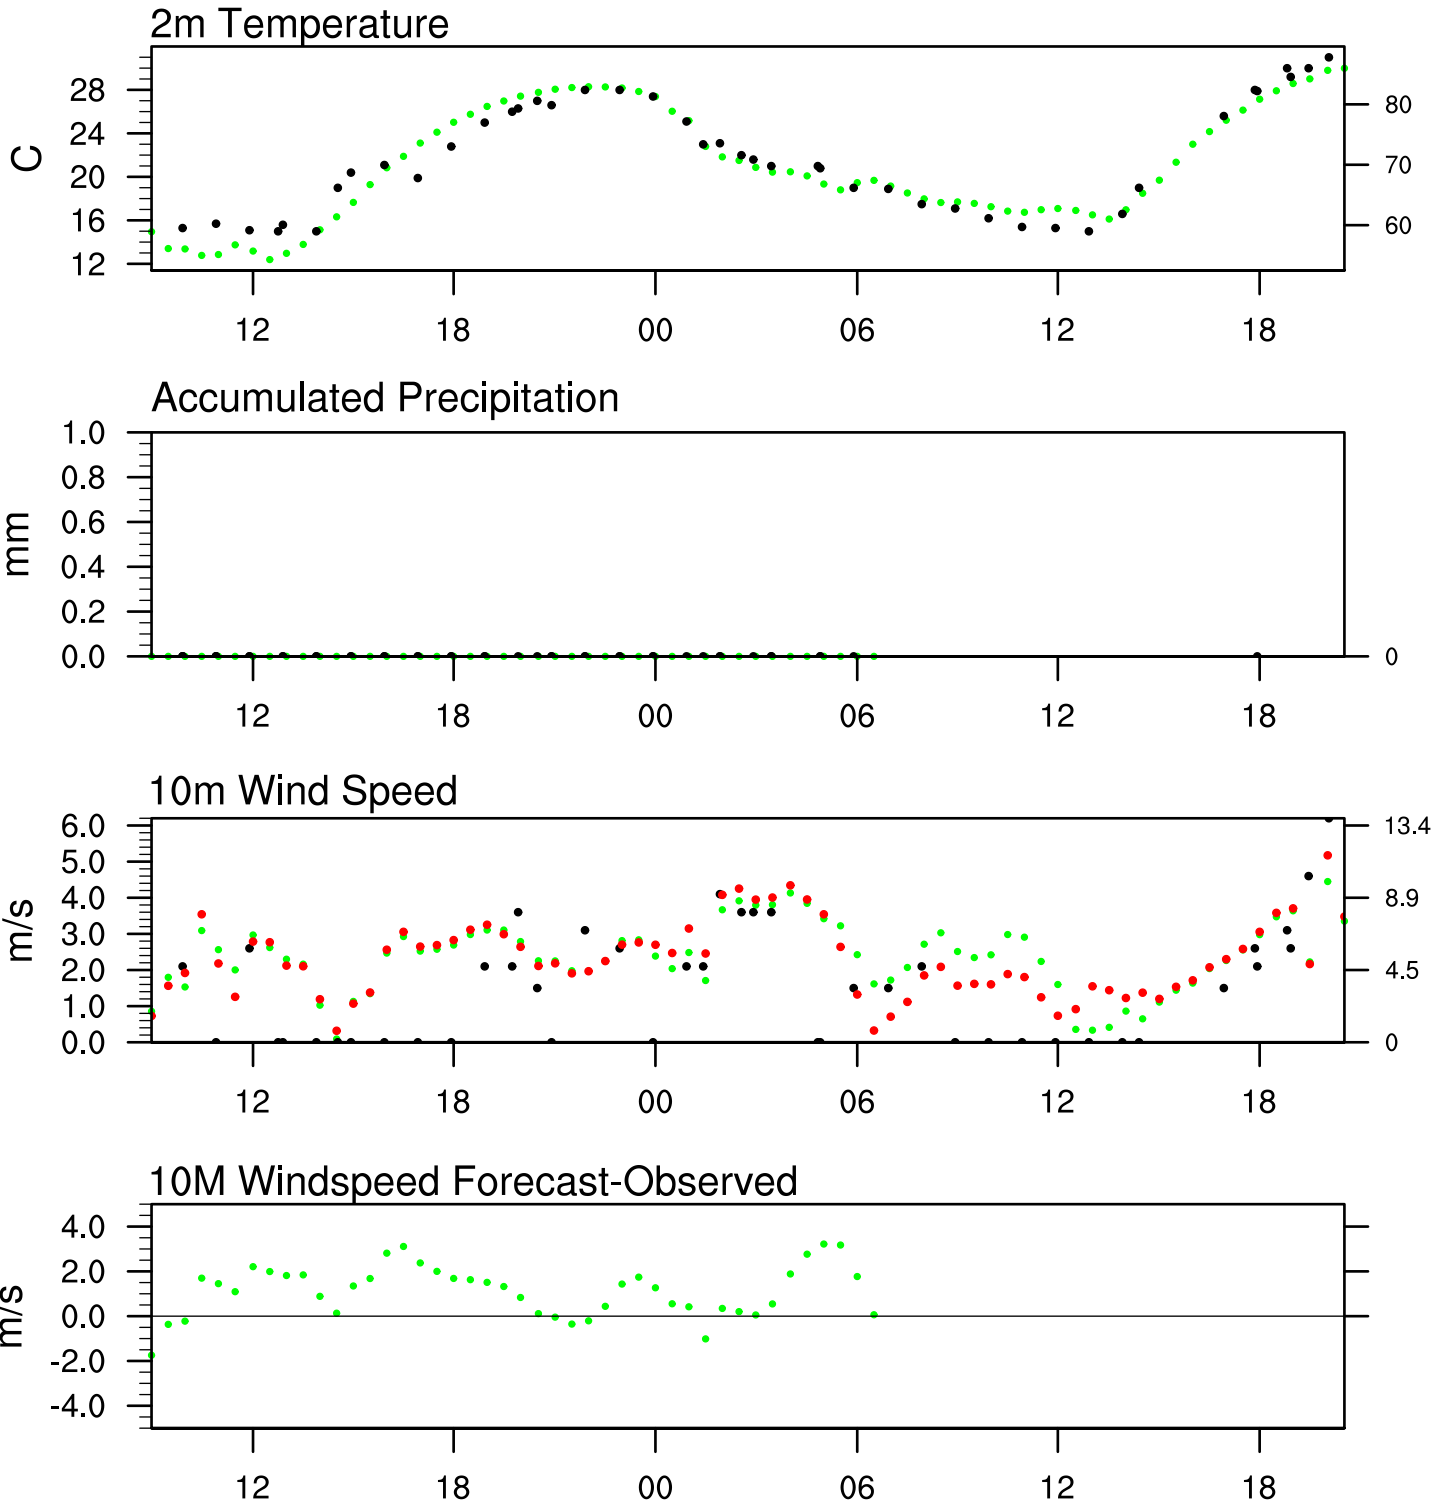 2m Temperature
C
28
24
20
16
12
80
70
60
12 18 00 06 12 18
Accumulated Precipitation
mm
1.0
0.8
0.6
0.4
0.2
0.0
0
12 18 00 06 12 18
10m Wind Speed
m/s
6.0
5.0
4.0
3.0
2.0
1.0
0.0
13.4
8.9
4.5
0
12 18 00 06 12 18
10M Windspeed Forecast-Observed
m/s
4.0
2.0
0.0
-2.0
-4.0
12 18 00 06 12 18